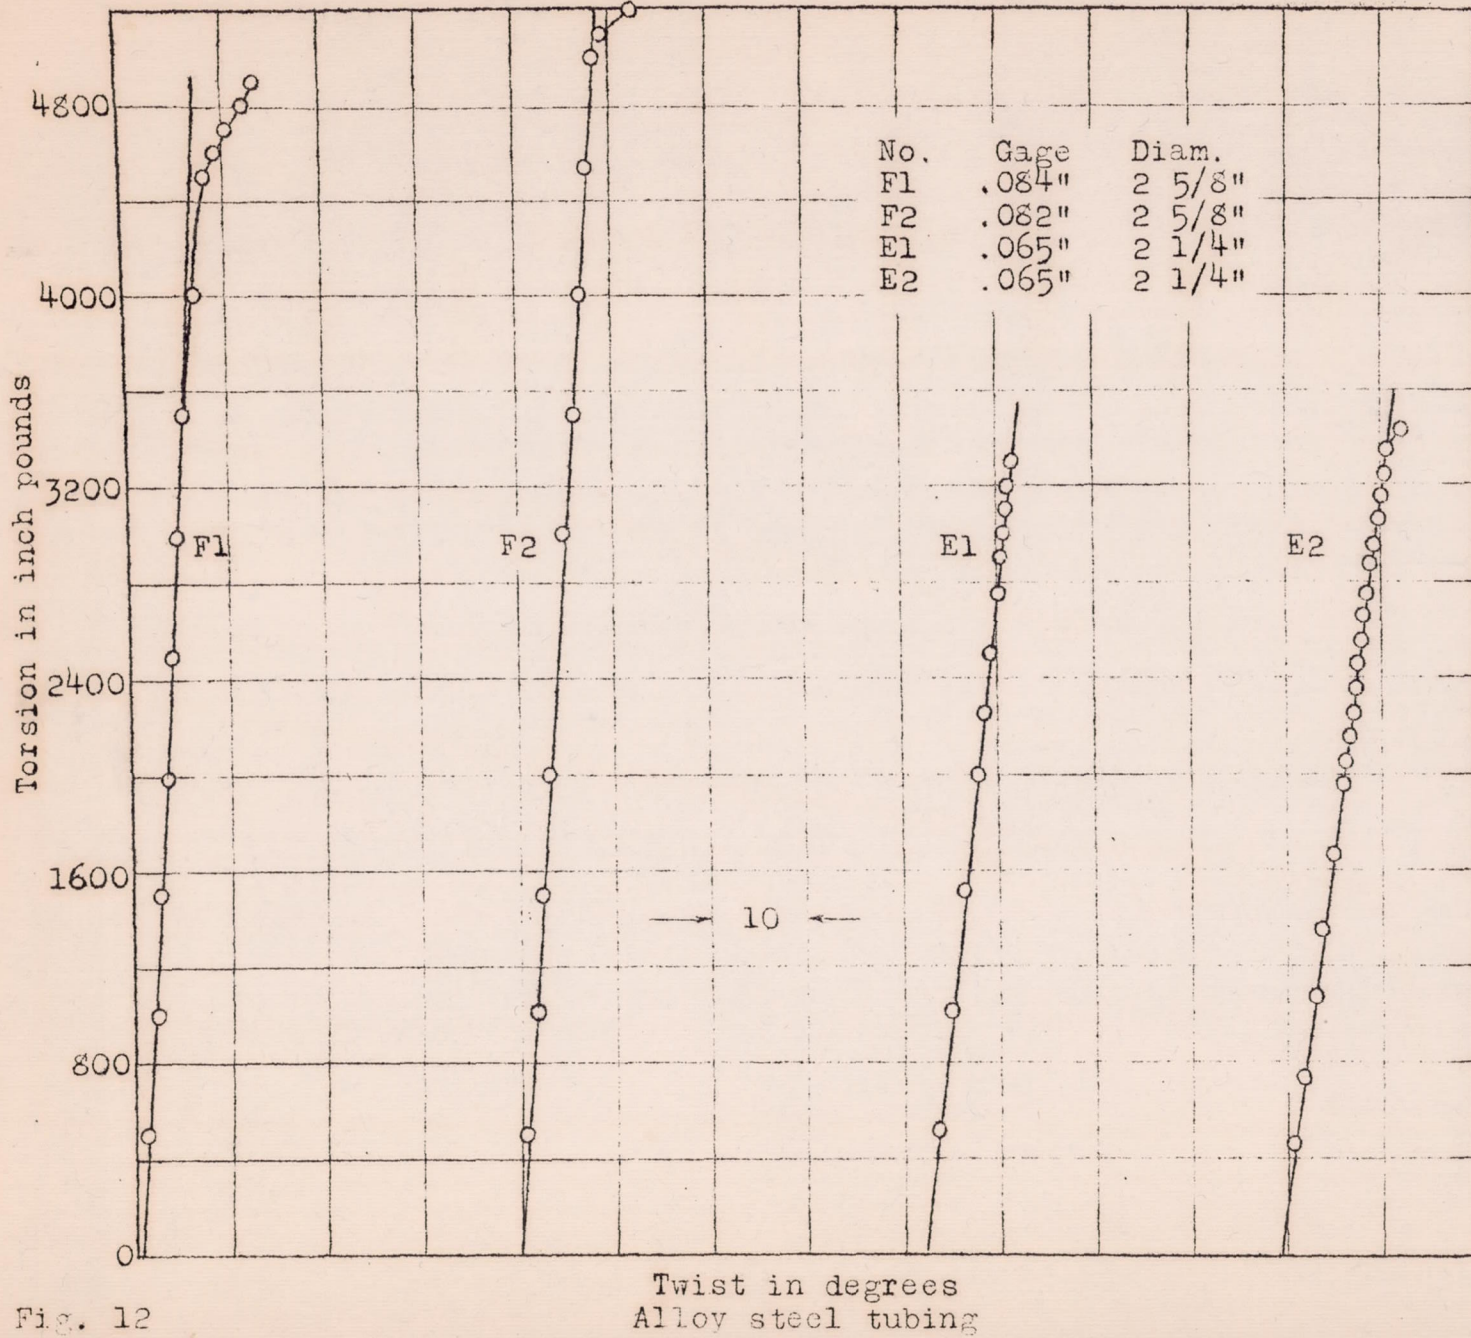 4800
4000
3200
2400
1600
800
0
Torsion in inch pounds
No. Gage Diam.
F1 .084" 2 5/8"
F2 .082" 2 5/8"
E1 .065" 2 1/4"
E2 .065" 2 1/4"
F1
F2
E1
E2
10
Twist in degrees
Alloy steel tubing
Fig. 12